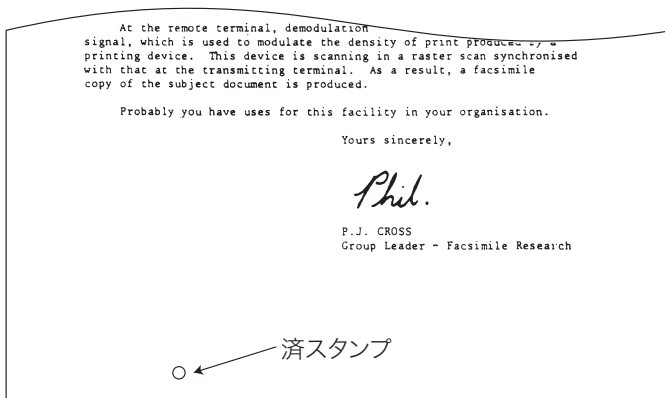 At the remote terminal, demodulation
signal, which is used to modulate the density of print produced by a
printing device. This device is scanning in a raster scan synchronised
with that at the transmitting terminal. As a result, a facsimile
copy of the subject document is produced.
Probably you have uses for this facility in your organisation.
Yours sincerely,
Phil.
P.J. CROSS
Group Leader - Facsimile Research
済スタンプ